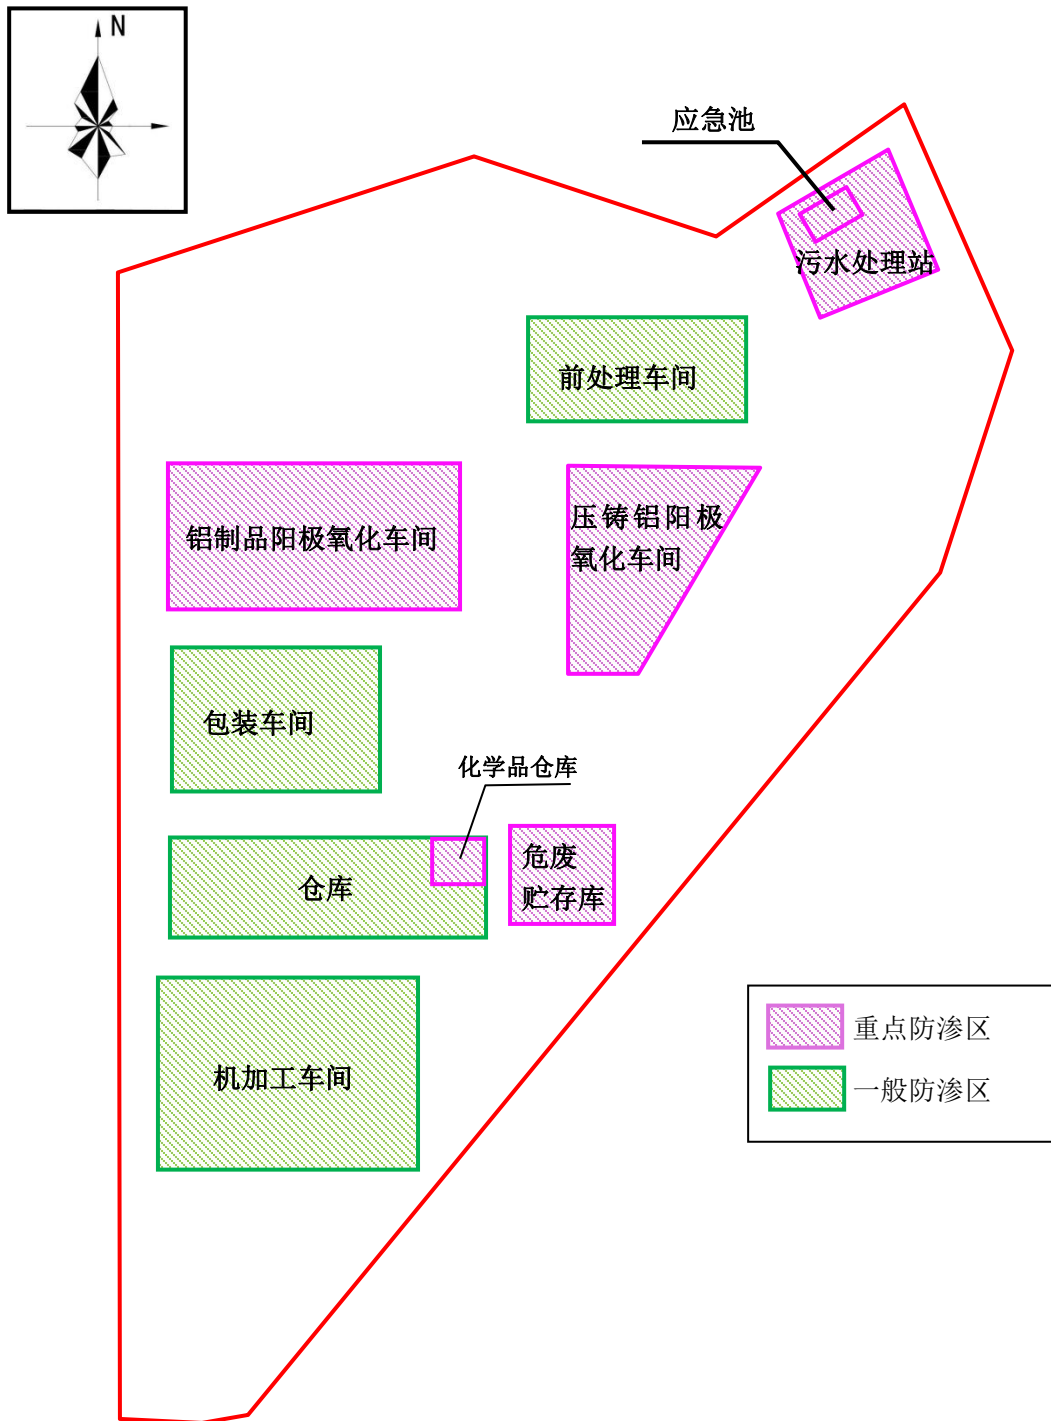 N
应急池
污水处理站
前处理车间
铝制品阳极氧化车间
压铸铝阳极
氧化车间
包装车间
化学品仓库
仓库
危废
贮存库
机加工车间
重点防渗区
一般防渗区